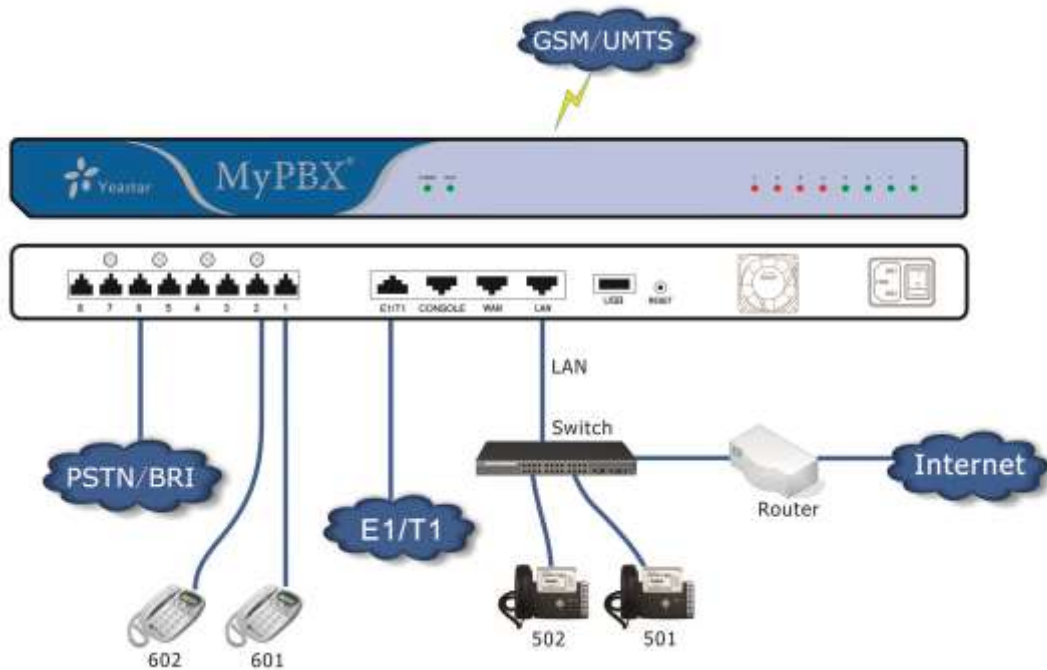 GSM/UMTS
Yeastar
MyPBX®
8 7 6 5 4 3 2 1
E1/T1 CONSOLE WAN LAN
USB
RESET
LAN
Switch
PSTN/BRI
E1/T1
Router
Internet
602
601
502
501